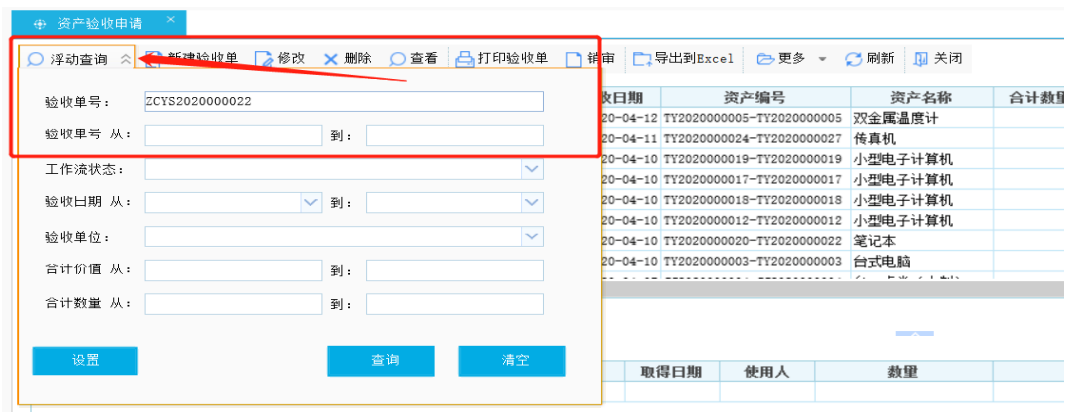 资产验收申请 ×
浮动查询 新建验收单 修改 删除 查看 打印验收单 销审 导出到Excel 更多 刷新 关闭
验收单号: ZCYS2020000022
验收单号 从: 到:
工作流状态:
验收日期 从: 到:
验收单位:
合计价值 从: 到:
合计数量 从: 到:
设置 查询 清空
收日期 资产编号 资产名称 合计数量
20-04-12 TY2020000005-TY2020000005 双金属温度计
20-04-11 TY2020000024-TY2020000027 传真机
20-04-10 TY2020000019-TY2020000019 小型电子计算机
20-04-10 TY2020000017-TY2020000017 小型电子计算机
20-04-10 TY2020000018-TY2020000018 小型电子计算机
20-04-10 TY2020000012-TY2020000012 小型电子计算机
20-04-10 TY2020000020-TY2020000022 笔记本
20-04-10 TY2020000003-TY2020000003 台式电脑
取得日期 使用人 数量